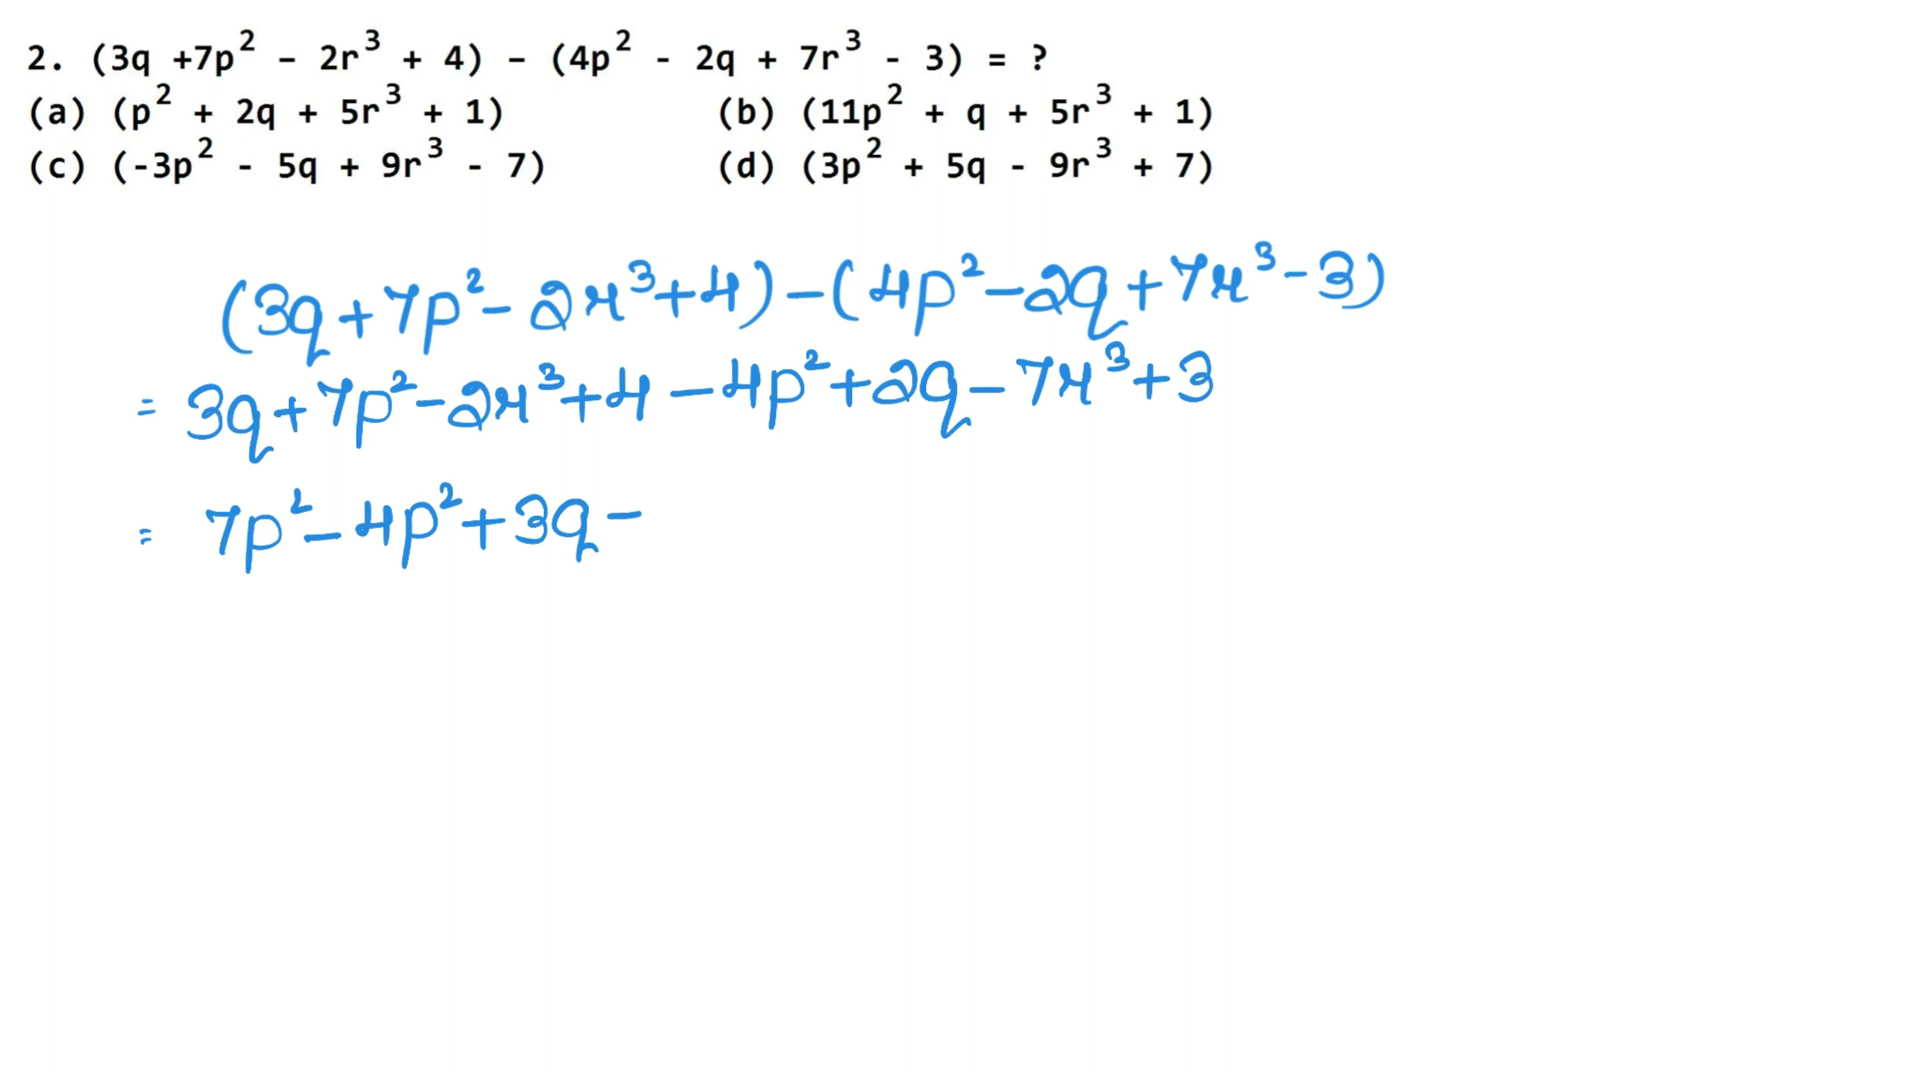 2. (3q +7p² – 2r³ + 4) – (4p² - 2q + 7r³ - 3) = ?
(a) (p² + 2q + 5r³ + 1) (b) (11p² + q + 5r³ + 1)
(c) (-3p² - 5q + 9r³ - 7) (d) (3p² + 5q - 9r³ + 7)
(3q+7p²-2r³+4)-(4p²-2q+7r³-3)
= 3q+7p²-2r³+4-4p²+2q-7r³+3
= 7p²-4p²+3q-